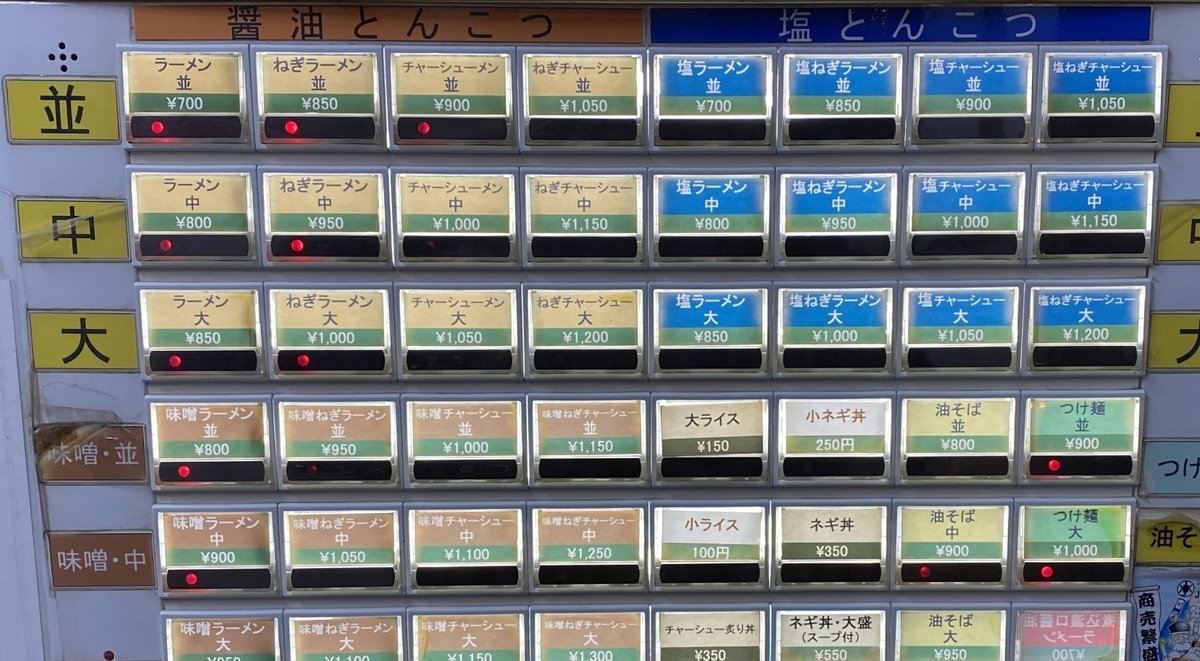 醤油とんこつ 塩とんこつ
並
ラーメン 並 ¥700
ねぎラーメン 並 ¥850
チャーシューメン 並 ¥900
ねぎチャーシュー 並 ¥1,050
塩ラーメン 並 ¥700
塩ねぎラーメン 並 ¥850
塩チャーシュー 並 ¥900
塩ねぎチャーシュー 並 ¥1,050
中
ラーメン 中 ¥800
ねぎラーメン 中 ¥950
チャーシューメン 中 ¥1,000
ねぎチャーシュー 中 ¥1,150
塩ラーメン 中 ¥800
塩ねぎラーメン 中 ¥950
塩チャーシュー 中 ¥1,000
塩ねぎチャーシュー 中 ¥1,150
大
ラーメン 大 ¥850
ねぎラーメン 大 ¥1,000
チャーシューメン 大 ¥1,050
ねぎチャーシュー 大 ¥1,200
塩ラーメン 大 ¥850
塩ねぎラーメン 大 ¥1,000
塩チャーシュー 大 ¥1,050
塩ねぎチャーシュー 大 ¥1,200
味噌・並
味噌ラーメン 並 ¥800
味噌ねぎラーメン 並 ¥950
味噌チャーシュー 並 ¥1,000
味噌ねぎチャーシュー 並 ¥1,150
大ライス ¥150
小ネギ丼 250円
油そば 並 ¥800
つけ麺 並 ¥900
つけ
味噌・中
味噌ラーメン 中 ¥900
味噌ねぎラーメン 中 ¥1,050
味噌チャーシュー 中 ¥1,100
味噌ねぎチャーシュー 中 ¥1,250
小ライス 100円
ネギ丼 ¥350
油そば 中 ¥900
つけ麺 大 ¥1,000
油そ
味噌ラーメン 大 ¥950
味噌ねぎラーメン 大 ¥1,100
味噌チャーシュー 大 ¥1,150
味噌ねぎチャーシュー 大 ¥1,300
チャーシュー炙り丼 ¥350
ネギ丼・大盛 (スープ付) ¥550
油そば 大 ¥950
煮込濃口醤油 ラーメン ¥700
商売繁盛